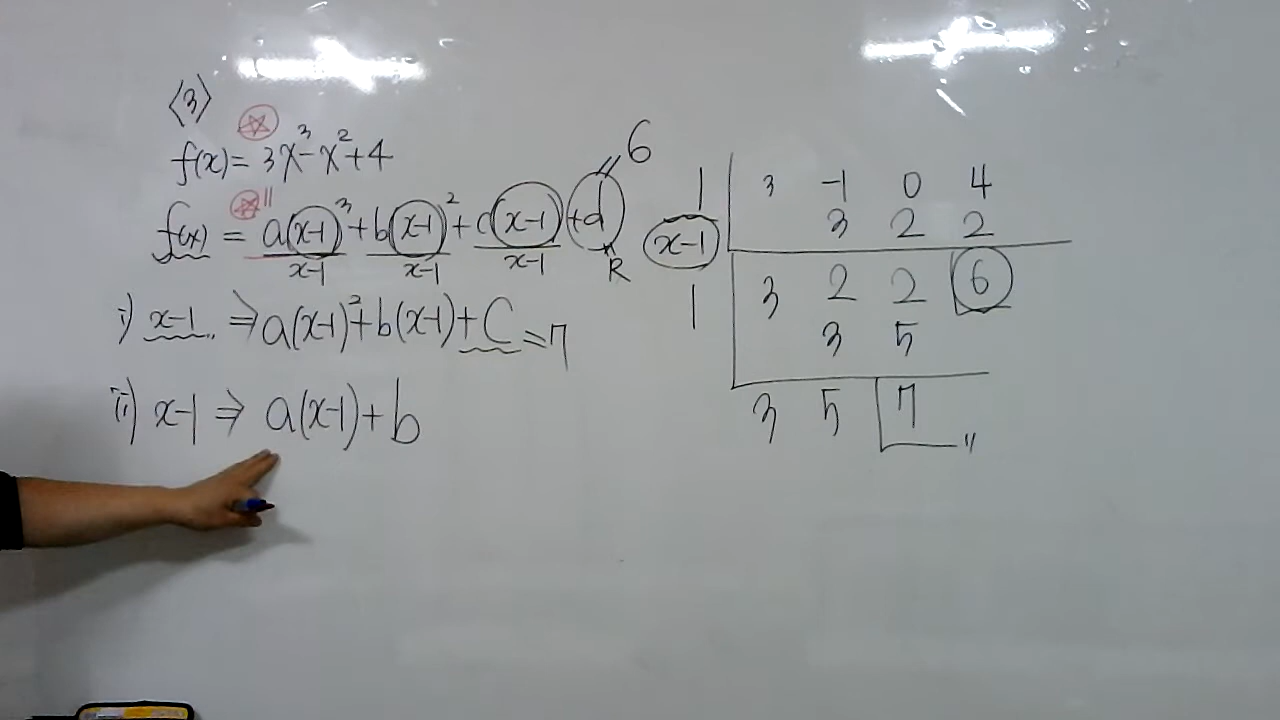 <3>
f(x)= 3x³-x²+4
f(x) = a(x-1)³+b(x-1)²+c(x-1)+d
6
x-1 x-1 x-1 R
i) x-1 ⇒ a(x-1)²+b(x-1)+C=7
ii) x-1 ⇒ a(x-1)+b
1 3 -1 0 4
x-1 3 2 2
1 3 2 2 6
3 5
3 5 7